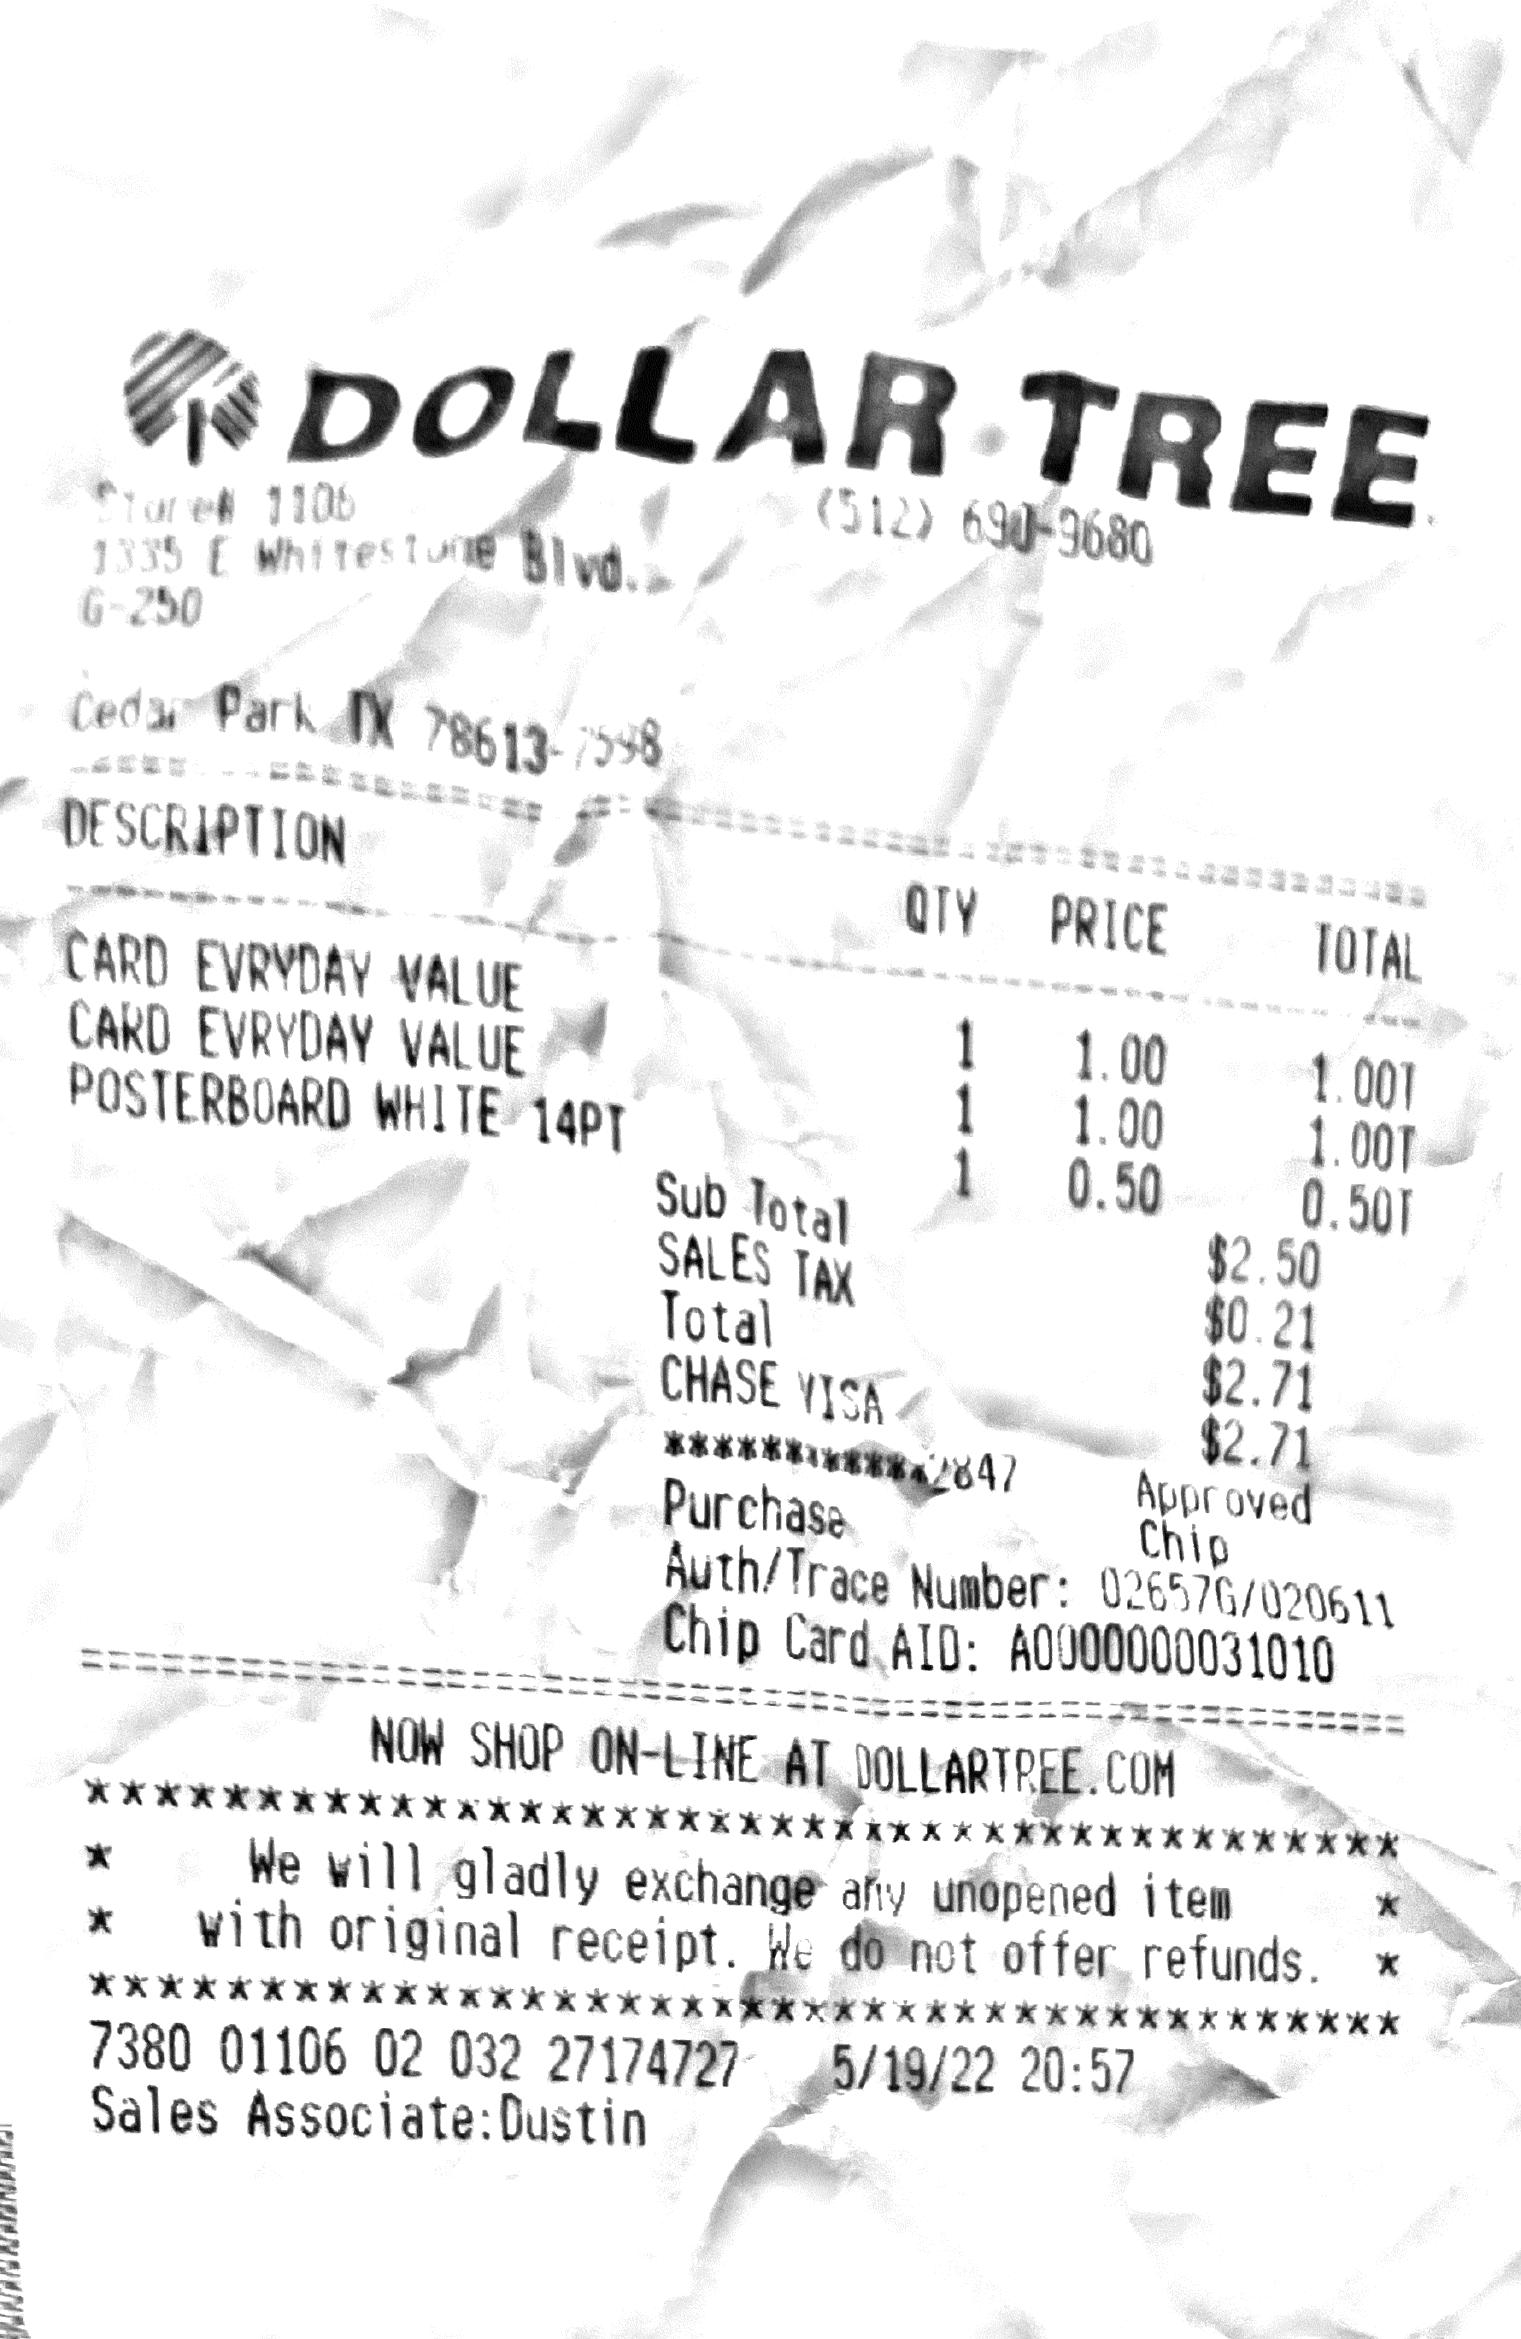 DOLLAR TREE
Store# 1106 (512) 690-9680
1335 E Whitestone Blvd.
G-250
Cedar Park TX 78613-7598
DESCRIPTION QTY PRICE TOTAL
CARD EVRYDAY VALUE 1 1.00 1.00T
CARD EVRYDAY VALUE 1 1.00 1.00T
POSTERBOARD WHITE 14PT 1 0.50 0.50T
Sub Total $2.50
SALES TAX $0.21
Total $2.71
CHASE VISA $2.71
************2847 Approved
Purchase Chip
Auth/Trace Number: 02657G/020611
Chip Card AID: A0000000031010
NOW SHOP ON-LINE AT DOLLARTREE.COM
* We will gladly exchange any unopened item *
* with original receipt. We do not offer refunds. *
7380 01106 02 032 27174727 5/19/22 20:57
Sales Associate:Dustin